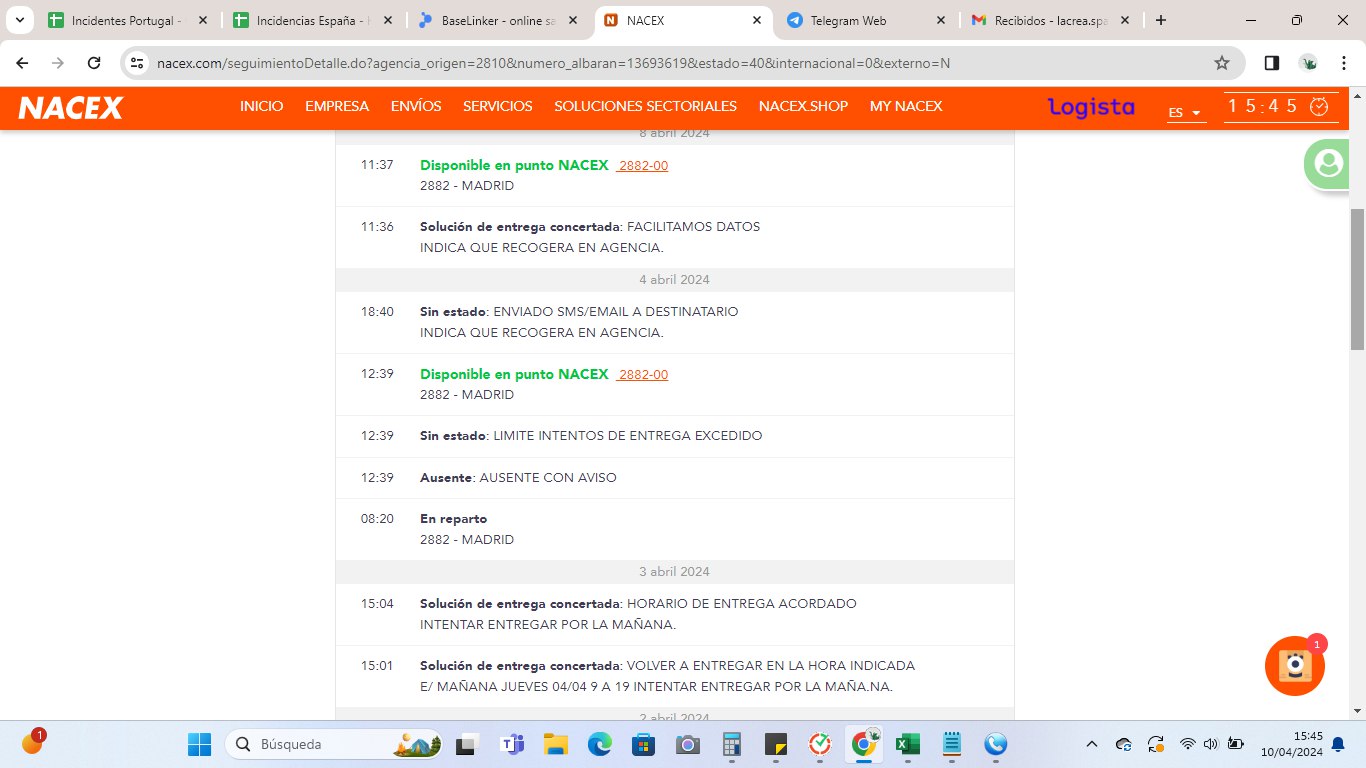 Incidentes Portugal -
Incidencias España - H
BaseLinker - online sa
NACEX
Telegram Web
Recibidos - lacrea.spa
nacex.com/seguimientoDetalle.do?agencia_origen=2810&numero_albaran=13693619&estado=40&internacional=0&externo=N
NACEX
INICIO
EMPRESA
ENVÍOS
SERVICIOS
SOLUCIONES SECTORIALES
NACEX.SHOP
MY NACEX
logista
ES
15:45
8 abril 2024
11:37 Disponible en punto NACEX 2882-00
2882 - MADRID
11:36 Solución de entrega concertada: FACILITAMOS DATOS
INDICA QUE RECOGERA EN AGENCIA.
4 abril 2024
18:40 Sin estado: ENVIADO SMS/EMAIL A DESTINATARIO
INDICA QUE RECOGERA EN AGENCIA.
12:39 Disponible en punto NACEX 2882-00
2882 - MADRID
12:39 Sin estado: LIMITE INTENTOS DE ENTREGA EXCEDIDO
12:39 Ausente: AUSENTE CON AVISO
08:20 En reparto
2882 - MADRID
3 abril 2024
15:04 Solución de entrega concertada: HORARIO DE ENTREGA ACORDADO
INTENTAR ENTREGAR POR LA MAÑANA.
15:01 Solución de entrega concertada: VOLVER A ENTREGAR EN LA HORA INDICADA
E/ MAÑANA JUEVES 04/04 9 A 19 INTENTAR ENTREGAR POR LA MAÑA.NA.
1
2 abril 2024
1
Búsqueda
15:45
10/04/2024